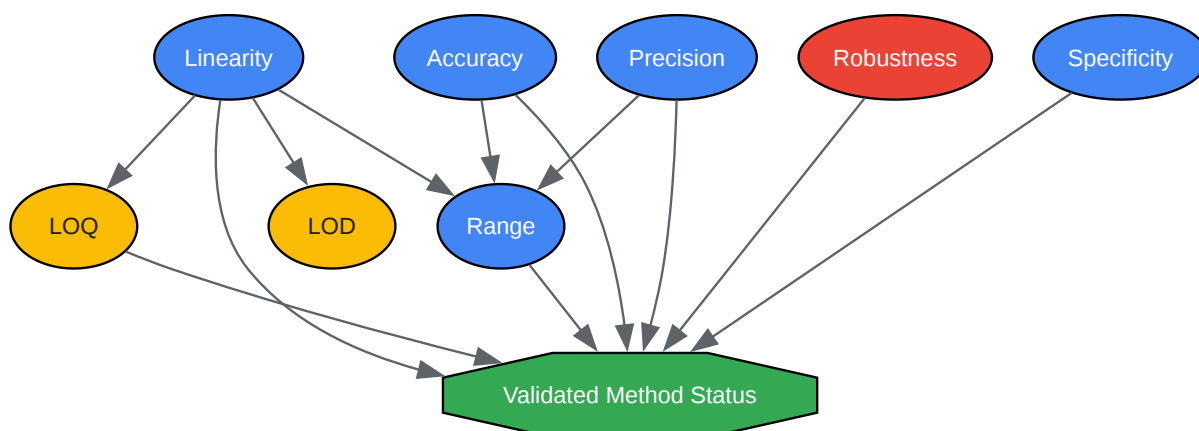 Linearity
Accuracy
Precision
Robustness
Specificity
LOQ
LOD
Range
Validated Method Status